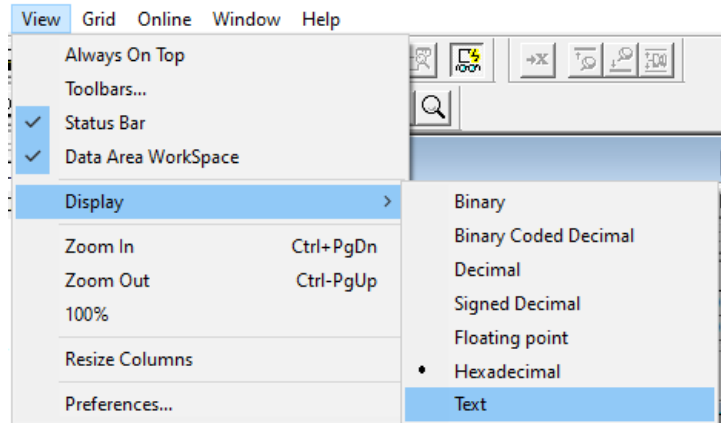 View Grid Online Window Help
Always On Top
Toolbars...
Status Bar
Data Area WorkSpace
Display
Zoom In Ctrl+PgDn
Zoom Out Ctrl-PgUp
100%
Resize Columns
Preferences...
Binary
Binary Coded Decimal
Decimal
Signed Decimal
Floating point
Hexadecimal
Text